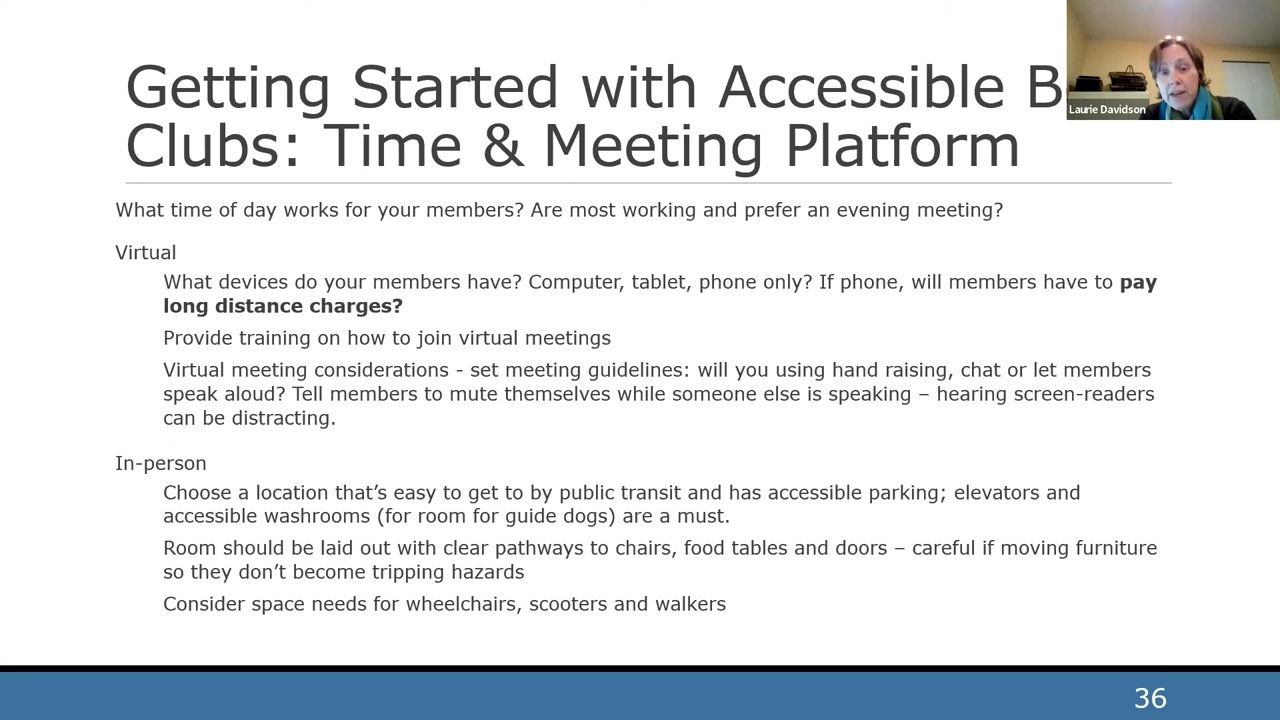 Getting Started with Accessible B
Clubs: Time & Meeting Platform
Laurie Davidson
What time of day works for your members? Are most working and prefer an evening meeting?
Virtual
What devices do your members have? Computer, tablet, phone only? If phone, will members have to pay
long distance charges?
Provide training on how to join virtual meetings
Virtual meeting considerations - set meeting guidelines: will you using hand raising, chat or let members
speak aloud? Tell members to mute themselves while someone else is speaking – hearing screen-readers
can be distracting.
In-person
Choose a location that’s easy to get to by public transit and has accessible parking; elevators and
accessible washrooms (for room for guide dogs) are a must.
Room should be laid out with clear pathways to chairs, food tables and doors – careful if moving furniture
so they don’t become tripping hazards
Consider space needs for wheelchairs, scooters and walkers
36